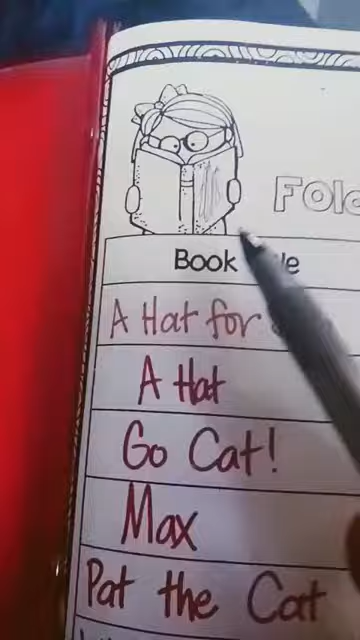 Fol
Book
A Hat for
A Hat
Go Cat!
Max
Pat the Cat